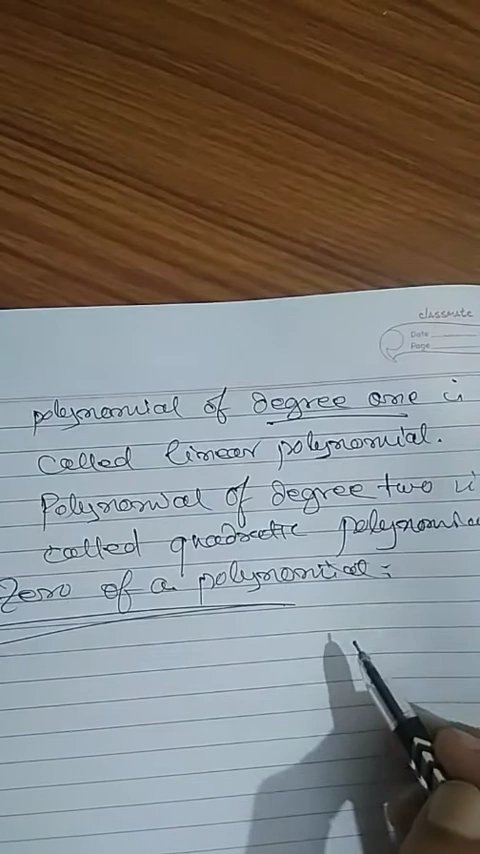 classmate
Date
Page
polynomial of degree one i
called linear polynomial.
Polynomial of degree two i
called quadratic polynomia
Zero of a polynomial: